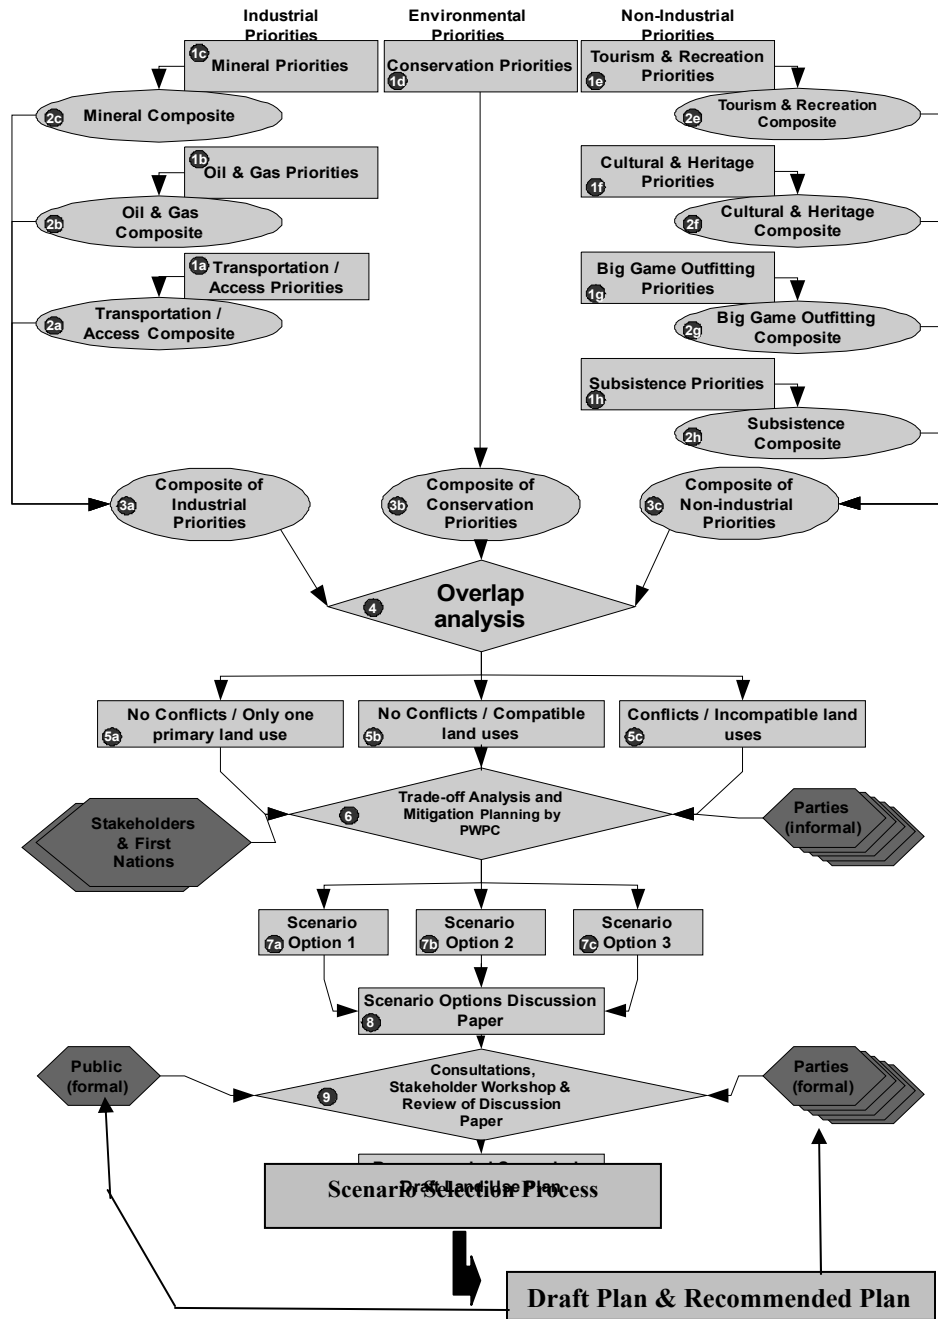 Industrial
Priorities
Environmental
Priorities
Non-Industrial
Priorities
1c
Mineral Priorities
Conservation Priorities
1d
Tourism & Recreation
Priorities
1e
2c
Mineral Composite
Tourism & Recreation
2e
Composite
1b
Oil & Gas Priorities
Cultural & Heritage
Priorities
1f
Oil & Gas
2b
Composite
Cultural & Heritage
2f
Composite
1a
Transportation /
Access Priorities
Big Game Outfitting
Priorities
1g
Transportation /
2a
Access Composite
Big Game Outfitting
2g
Composite
Subsistence Priorities
1h
Subsistence
2h
Composite
Composite of
3a
Industrial
Priorities
Composite of
3b
Conservation
Priorities
Composite of
3c
Non-industrial
Priorities
Overlap
4
analysis
No Conflicts / Only one
5a
primary land use
No Conflicts / Compatible
5b
land uses
Conflicts / Incompatible land
5c
uses
Stakeholders
& First
Nations
Trade-off Analysis and
6
Mitigation Planning by
PWPC
Parties
(informal)
Scenario
7a
Option 1
Scenario
7b
Option 2
Scenario
7c
Option 3
Scenario Options Discussion
Paper
8
Public
(formal)
Consultations,
Stakeholder Workshop &
9
Review of Discussion
Paper
Parties
(formal)
Draft Land Use Plan
Scenario Selection Process
Draft Plan & Recommended Plan